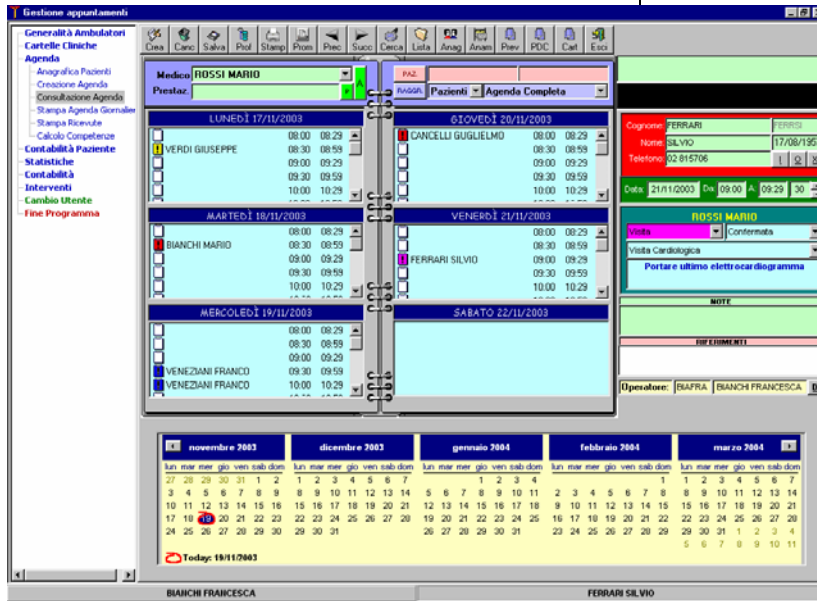 Gestione appuntamenti
Generalità Ambulatori
Cartelle Cliniche
Agenda
Anagrafica Pazienti
Creazione Agenda
Consultazione Agenda
Stampa Agenda Giornalier
Stampa Ricevute
Calcolo Competenze
Contabilità Paziente
Statistiche
Contabilità
Interventi
Cambio Utente
Fine Programma
Crea Canc Salva Prof Stamp Prom Prec Succ Cerca Lista Anag Anam Prev PDC Cart Esci
Medico ROSSI MARIO
Prestaz.
A
PAZ.
RAGGR. Pazienti Agenda Completa
LUNEDÌ 17/11/2003
08:00 08:29
VERDI GIUSEPPE 08:30 08:59
09:00 09:29
09:30 09:59
10:00 10:29
GIOVEDÌ 20/11/2003
CANCELLI GUGLIELMO 08:00 08:29
08:30 08:59
09:00 09:29
09:30 09:59
10:00 10:29
MARTEDÌ 18/11/2003
08:00 08:29
BIANCHI MARIO 08:30 08:59
09:00 09:29
09:30 09:59
10:00 10:29
VENERDÌ 21/11/2003
08:00 08:29
08:30 08:59
FERRARI SILVIO 09:00 09:29
09:30 09:59
10:00 10:29
MERCOLEDÌ 19/11/2003
08:00 08:29
08:30 08:59
09:00 09:29
VENEZIANI FRANCO 09:30 09:59
VENEZIANI FRANCO 10:00 10:29
SABATO 22/11/2003
Cognome FERRARI FERRSI
Nome SILVIO 17/08/195
Telefono 02 815706
Data: 21/11/2003 Da: 09:00 A: 09:29 30
ROSSI MARIO
Visita Confermata
Visita Cardiologica
Portare ultimo elettrocardiogramma
NOTE
RIFERIMENTI
Operatore: BIAFRA BIANCHI FRANCESCA
novembre 2003
lun mar mer gio ven sab dom
27 28 29 30 31 1 2
3 4 5 6 7 8 9
10 11 12 13 14 15 16
17 18 19 20 21 22 23
24 25 26 27 28 29 30
dicembre 2003
lun mar mer gio ven sab dom
1 2 3 4 5 6 7
8 9 10 11 12 13 14
15 16 17 18 19 20 21
22 23 24 25 26 27 28
29 30 31
gennaio 2004
lun mar mer gio ven sab dom
1 2 3 4
5 6 7 8 9 10 11
12 13 14 15 16 17 18
19 20 21 22 23 24 25
26 27 28 29 30 31
febbraio 2004
lun mar mer gio ven sab dom
1
2 3 4 5 6 7 8
9 10 11 12 13 14 15
16 17 18 19 20 21 22
23 24 25 26 27 28 29
marzo 2004
lun mar mer gio ven sab dom
1 2 3 4 5 6 7
8 9 10 11 12 13 14
15 16 17 18 19 20 21
22 23 24 25 26 27 28
29 30 31 1 2 3 4
5 6 7 8 9 10 11
Today: 19/11/2003
BIANCHI FRANCESCA FERRARI SILVIO